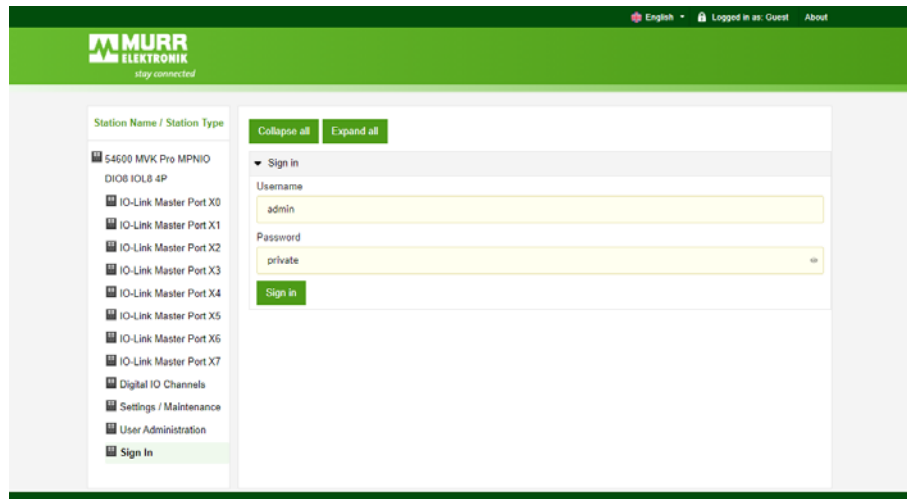 English
Logged in as: Guest
About
MURR
ELEKTRONIK
stay connected
Station Name / Station Type
54600 MVK Pro MPNIO
DIO8 IOL8 4P
IO-Link Master Port X0
IO-Link Master Port X1
IO-Link Master Port X2
IO-Link Master Port X3
IO-Link Master Port X4
IO-Link Master Port X5
IO-Link Master Port X6
IO-Link Master Port X7
Digital IO Channels
Settings / Maintenance
User Administration
Sign In
Collapse all
Expand all
Sign in
Username
admin
Password
private
Sign in